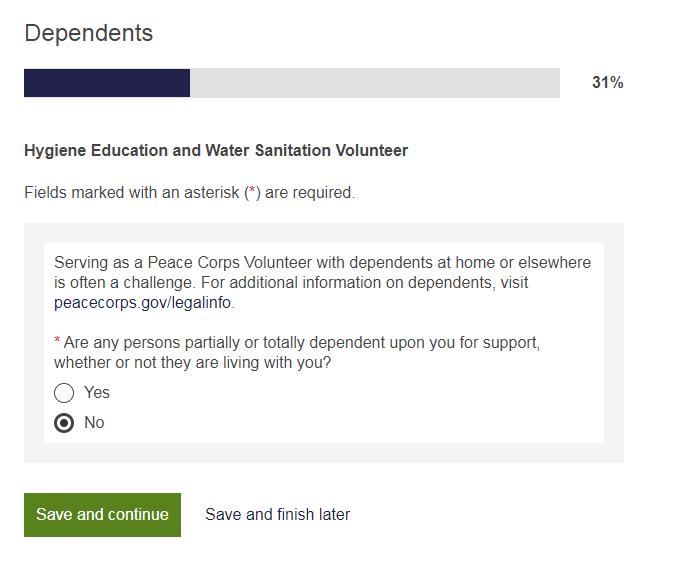 Dependents
31%
Hygiene Education and Water Sanitation Volunteer
Fields marked with an asterisk (*) are required.
Serving as a Peace Corps Volunteer with dependents at home or elsewhere
is often a challenge. For additional information on dependents, visit
peacecorps.gov/legalinfo.
* Are any persons partially or totally dependent upon you for support,
whether or not they are living with you?
Yes
No
Save and continue
Save and finish later